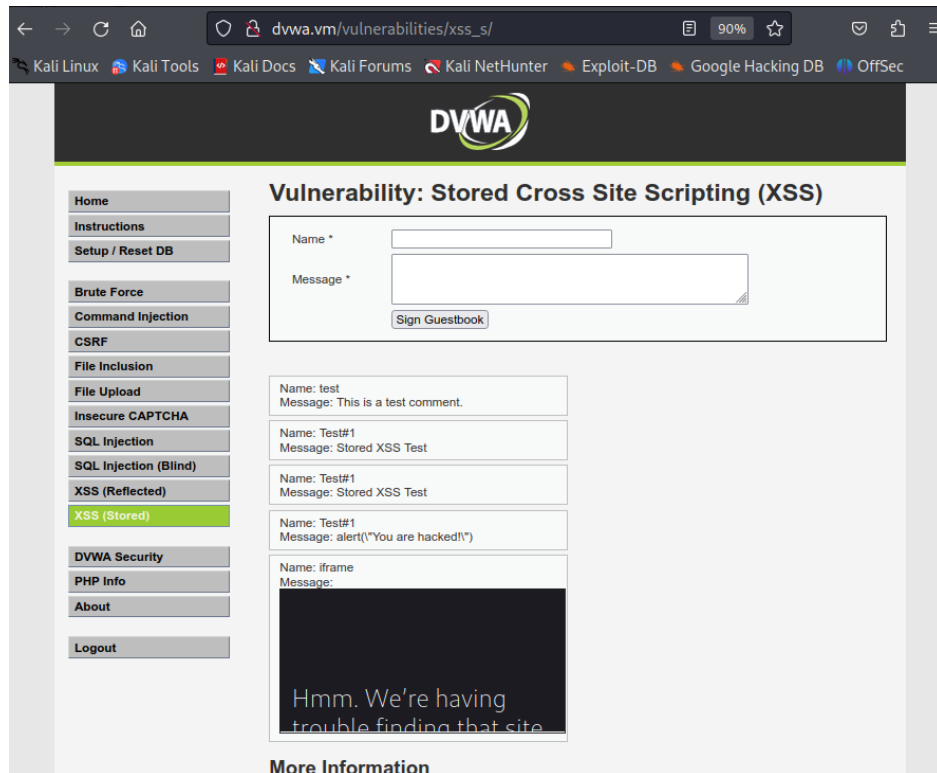 dvwa.vm/vulnerabilities/xss_s/
90%
Kali Linux Kali Tools Kali Docs Kali Forums Kali NetHunter Exploit-DB Google Hacking DB OffSec
DVWA
Home
Instructions
Setup / Reset DB
Brute Force
Command Injection
CSRF
File Inclusion
File Upload
Insecure CAPTCHA
SQL Injection
SQL Injection (Blind)
XSS (Reflected)
XSS (Stored)
DVWA Security
PHP Info
About
Logout
Vulnerability: Stored Cross Site Scripting (XSS)
Name *
Message *
Sign Guestbook
Name: test
Message: This is a test comment.
Name: Test#1
Message: Stored XSS Test
Name: Test#1
Message: Stored XSS Test
Name: Test#1
Message: alert(\"You are hacked!\")
Name: iframe
Message:
Hmm. We're having
trouble finding that site
More Information